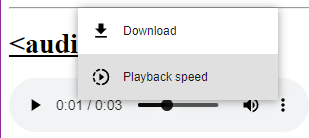 Download
<audi
Playback speed
0:01 / 0:03